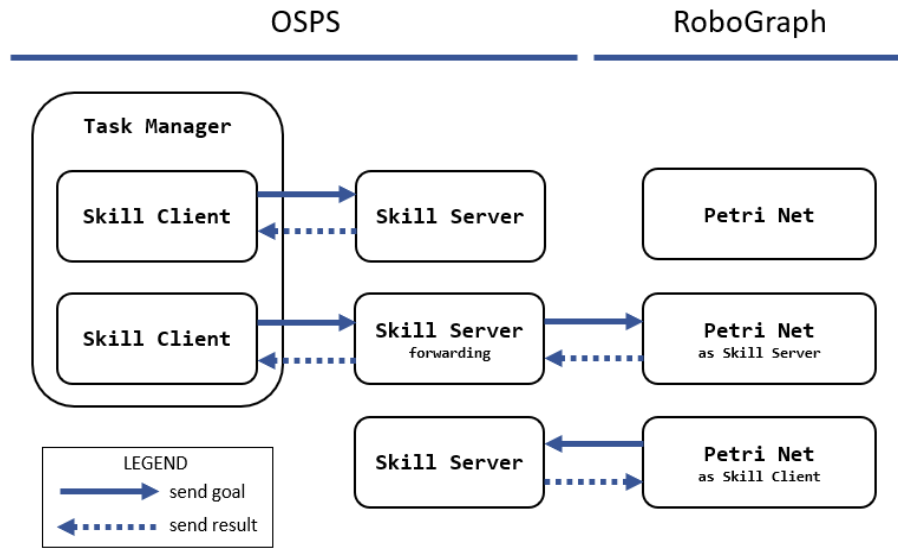 OSPS
RoboGraph
Task Manager
Skill Client
Skill Server
Petri Net
Skill Client
Skill Server
forwarding
Petri Net
as Skill Server
Skill Server
Petri Net
as Skill Client
LEGEND
send goal
send result